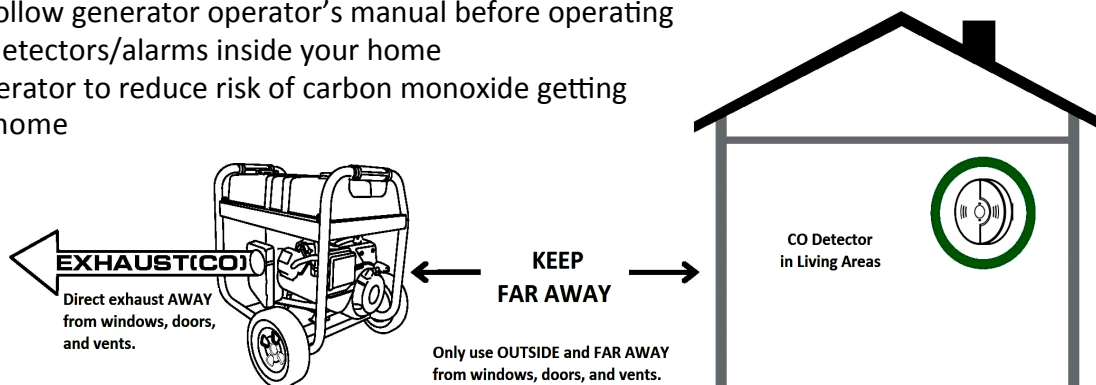 ollow generator operator's manual before operating
etectors/alarms inside your home
erator to reduce risk of carbon monoxide getting
home
EXHAUST(CO)
Direct exhaust AWAY
from windows, doors,
and vents.
KEEP
FAR AWAY
Only use OUTSIDE and FAR AWAY
from windows, doors, and vents.
CO Detector
in Living Areas